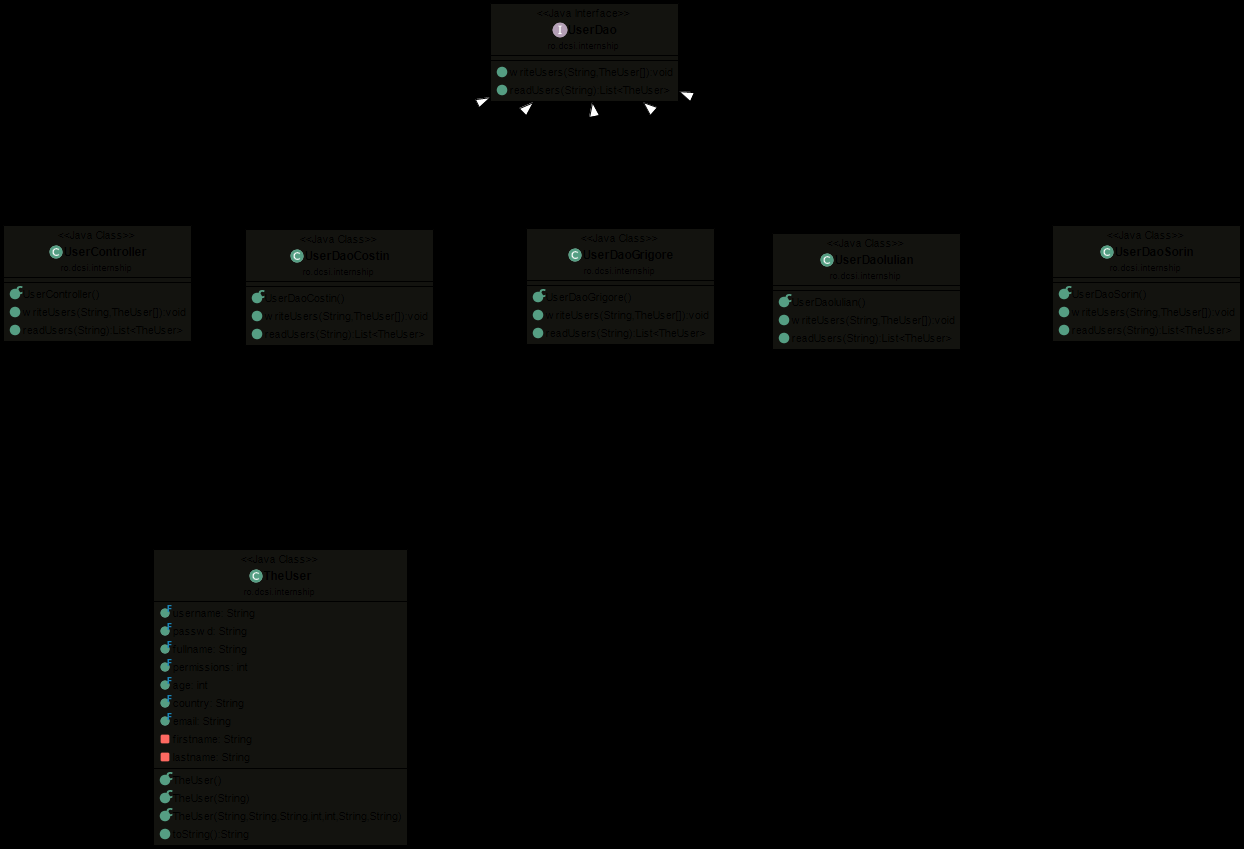 <<Java Interface>>
I UserDao
ro.dcsi.internship
writeUsers(String,TheUser[]):void
readUsers(String):List<TheUser>
<<Java Class>>
C UserController
ro.dcsi.internship
C UserController()
writeUsers(String,TheUser[]):void
readUsers(String):List<TheUser>
<<Java Class>>
C UserDaoCostin
ro.dcsi.internship
C UserDaoCostin()
writeUsers(String,TheUser[]):void
readUsers(String):List<TheUser>
<<Java Class>>
C UserDaoGrigore
ro.dcsi.internship
C UserDaoGrigore()
writeUsers(String,TheUser[]):void
readUsers(String):List<TheUser>
<<Java Class>>
C UserDaoIulian
ro.dcsi.internship
C UserDaoIulian()
writeUsers(String,TheUser[]):void
readUsers(String):List<TheUser>
<<Java Class>>
C UserDaoSorin
ro.dcsi.internship
C UserDaoSorin()
writeUsers(String,TheUser[]):void
readUsers(String):List<TheUser>
<<Java Class>>
C TheUser
ro.dcsi.internship
F username: String
F passwd: String
F fullname: String
F permissions: int
F age: int
F country: String
F email: String
firstname: String
lastname: String
C TheUser()
C TheUser(String)
C TheUser(String,String,String,int,int,String,String)
toString():String